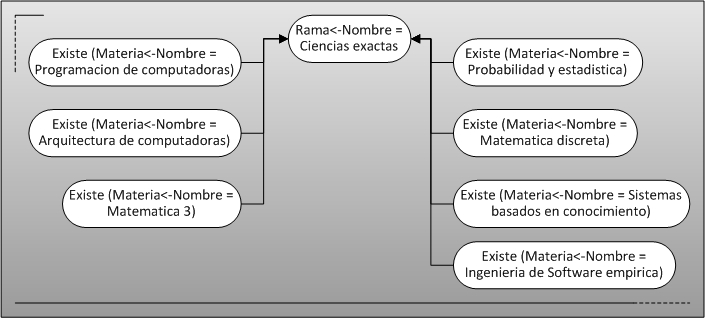 Rama<-Nombre =
Ciencias exactas
Existe (Materia<-Nombre =
Programacion de computadoras)
Existe (Materia<-Nombre =
Arquitectura de computadoras)
Existe (Materia<-Nombre =
Matematica 3)
Existe (Materia<-Nombre =
Probabilidad y estadistica)
Existe (Materia<-Nombre =
Matematica discreta)
Existe (Materia<-Nombre = Sistemas
basados en conocimiento)
Existe (Materia<-Nombre =
Ingenieria de Software empirica)